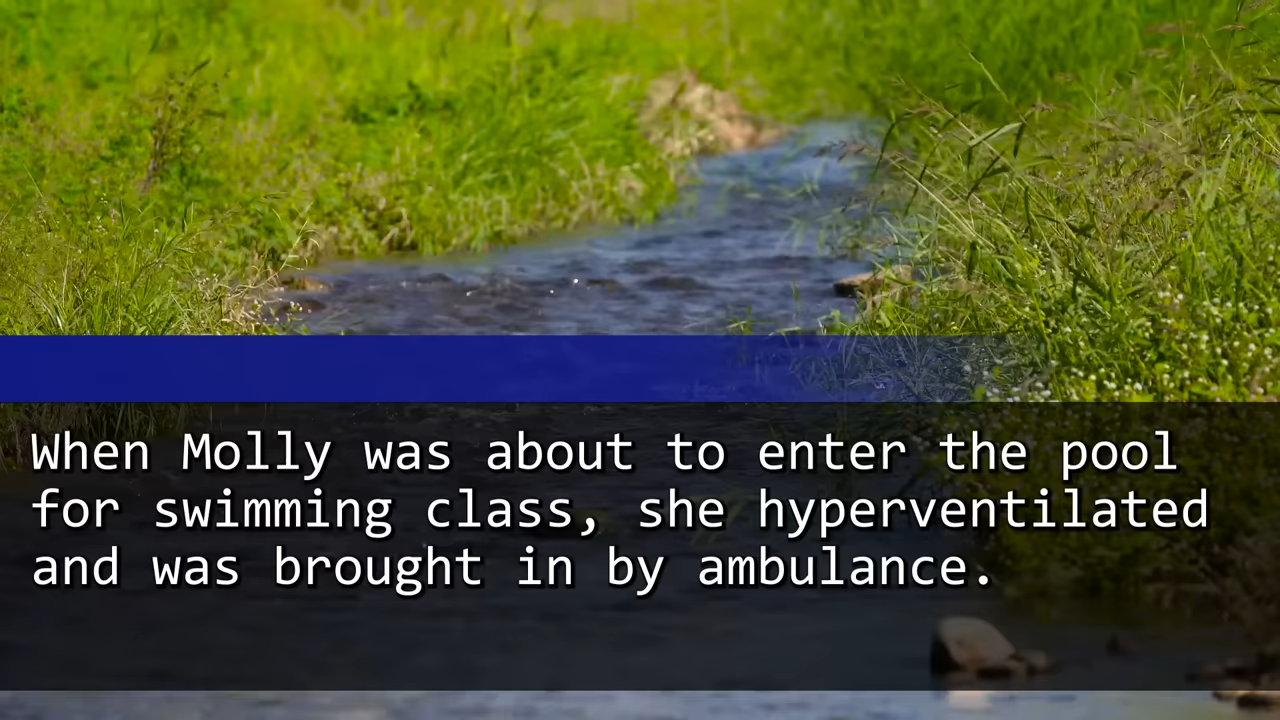 When Molly was about to enter the pool
for swimming class, she hyperventilated
and was brought in by ambulance.